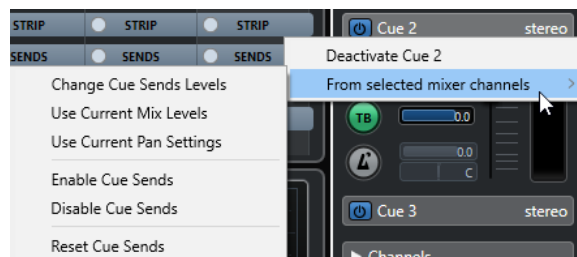 STRIP STRIP STRIP
SENDS SENDS SENDS
Cue 2 stereo
Deactivate Cue 2
From selected mixer channels
Change Cue Sends Levels
Use Current Mix Levels
Use Current Pan Settings
Enable Cue Sends
Disable Cue Sends
Reset Cue Sends
TB 0.0
0.0
C
Cue 3 stereo
Channels